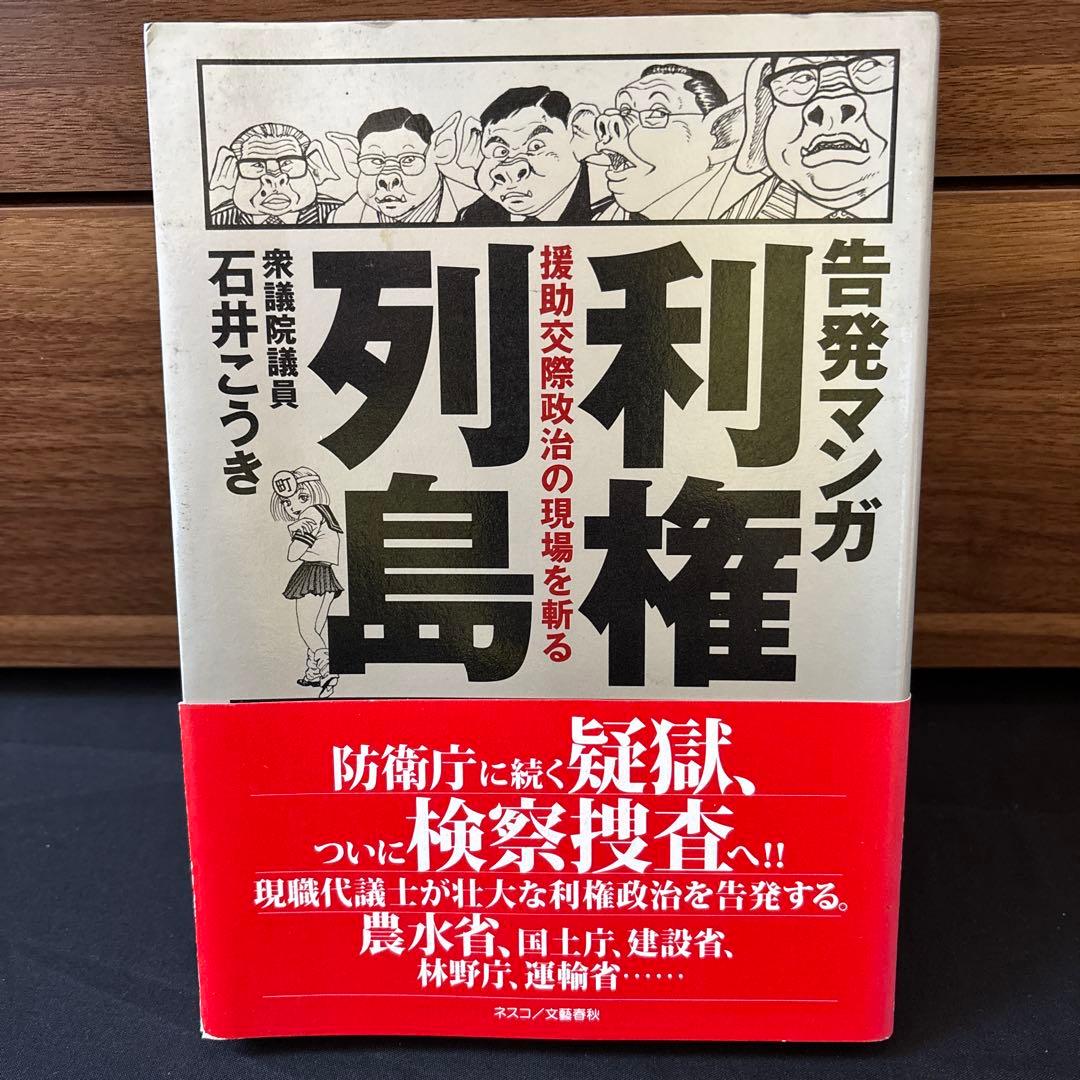 告発マンガ
利権
援助交際政治の現場を斬る
列島
衆議院議員
石井こうき
町
防衛庁に続く疑獄、
ついに検察捜査へ!!
現職代議士が壮大な利権政治を告発する。
農水省、国土庁、建設省、
林野庁、運輸省……
ネスコ/文藝春秋